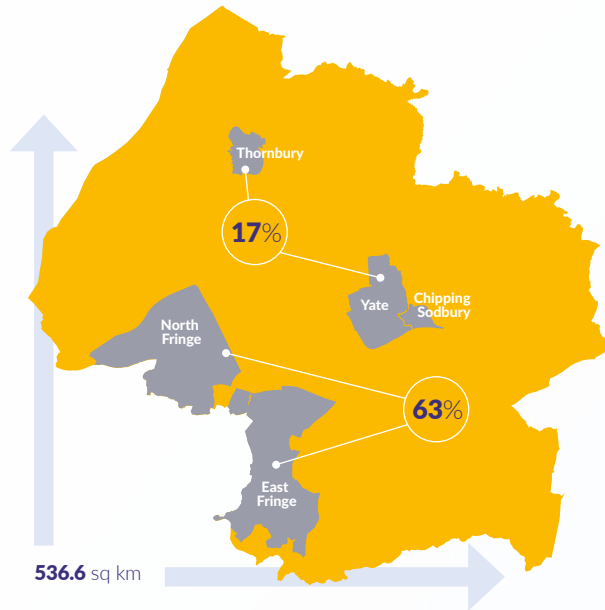 Thornbury
17%
Yate
Chipping
Sodbury
North
Fringe
63%
East
Fringe
536.6 sq km